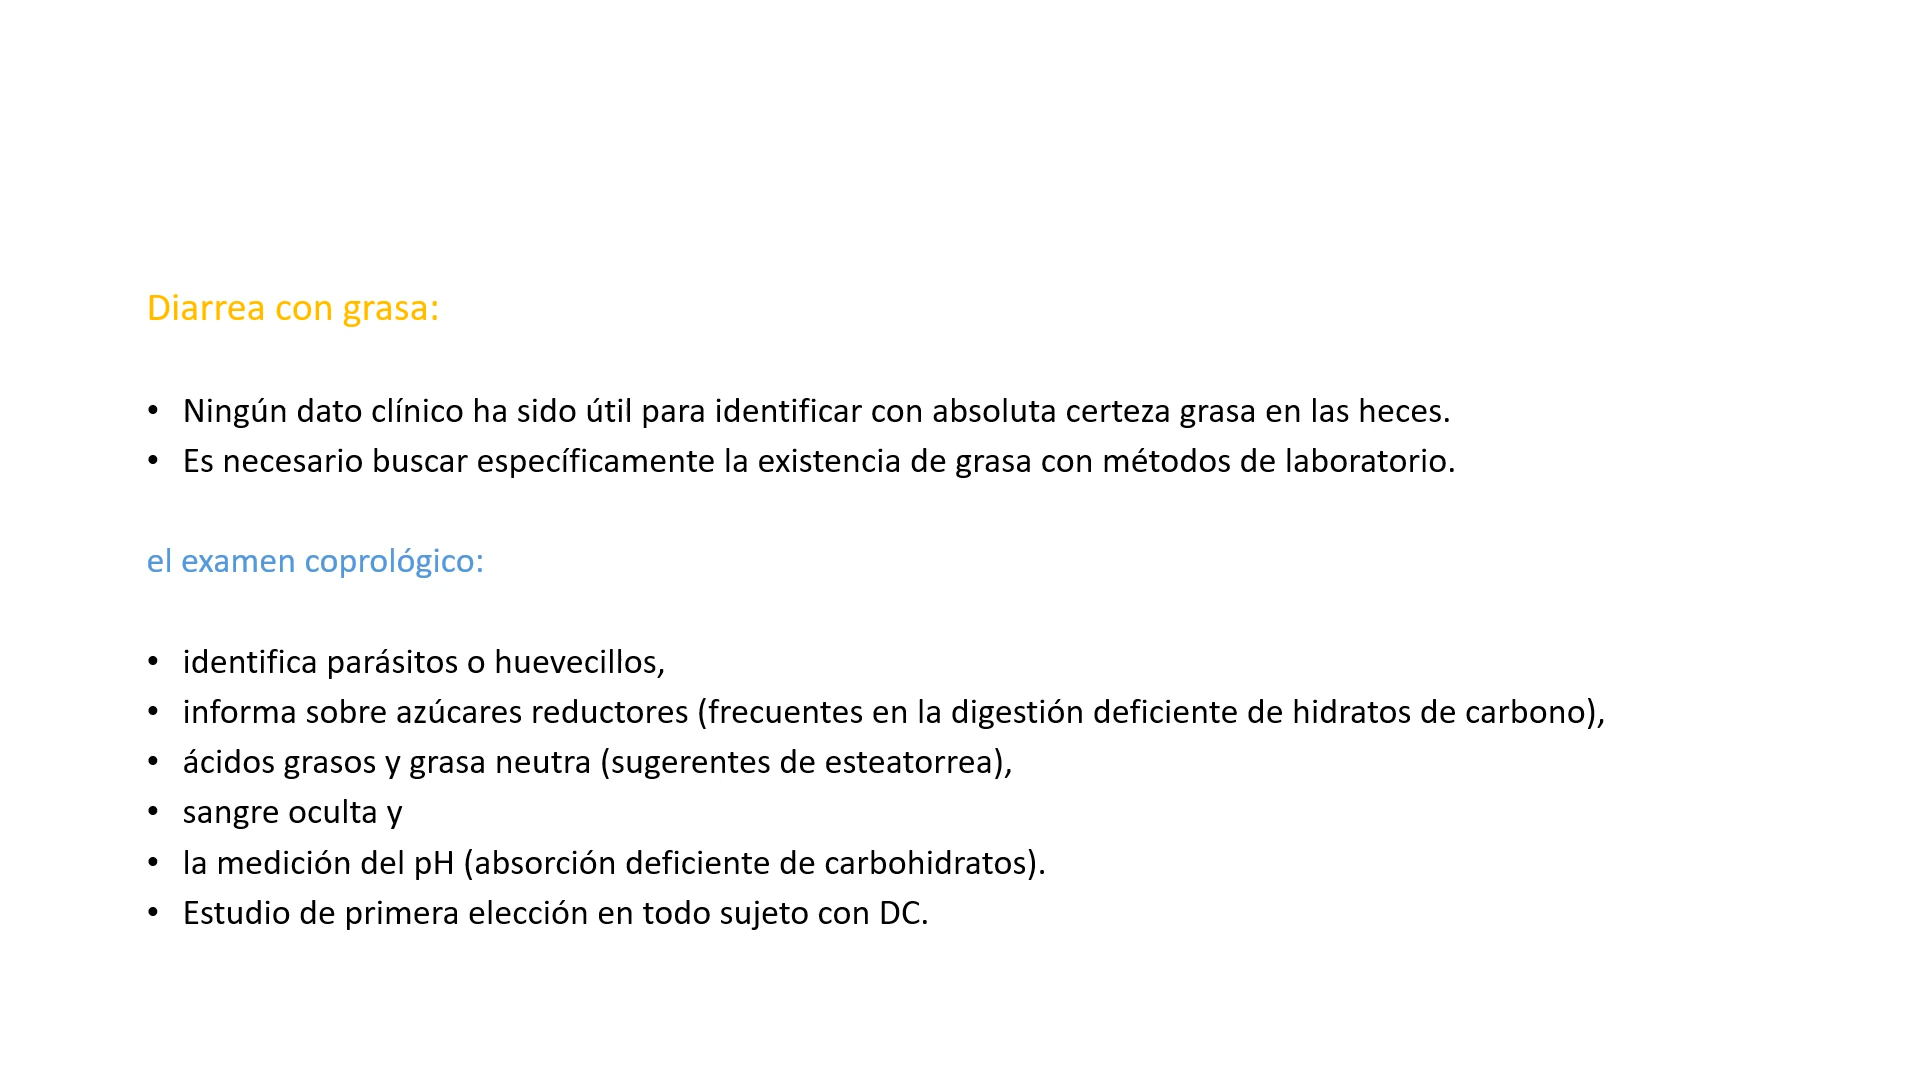 Diarrea con grasa:
• Ningún dato clínico ha sido útil para identificar con absoluta certeza grasa en las heces.
• Es necesario buscar específicamente la existencia de grasa con métodos de laboratorio.
el examen coprológico:
• identifica parásitos o huevecillos,
• informa sobre azúcares reductores (frecuentes en la digestión deficiente de hidratos de carbono),
• ácidos grasos y grasa neutra (sugerentes de esteatorrea),
• sangre oculta y
• la medición del pH (absorción deficiente de carbohidratos).
• Estudio de primera elección en todo sujeto con DC.